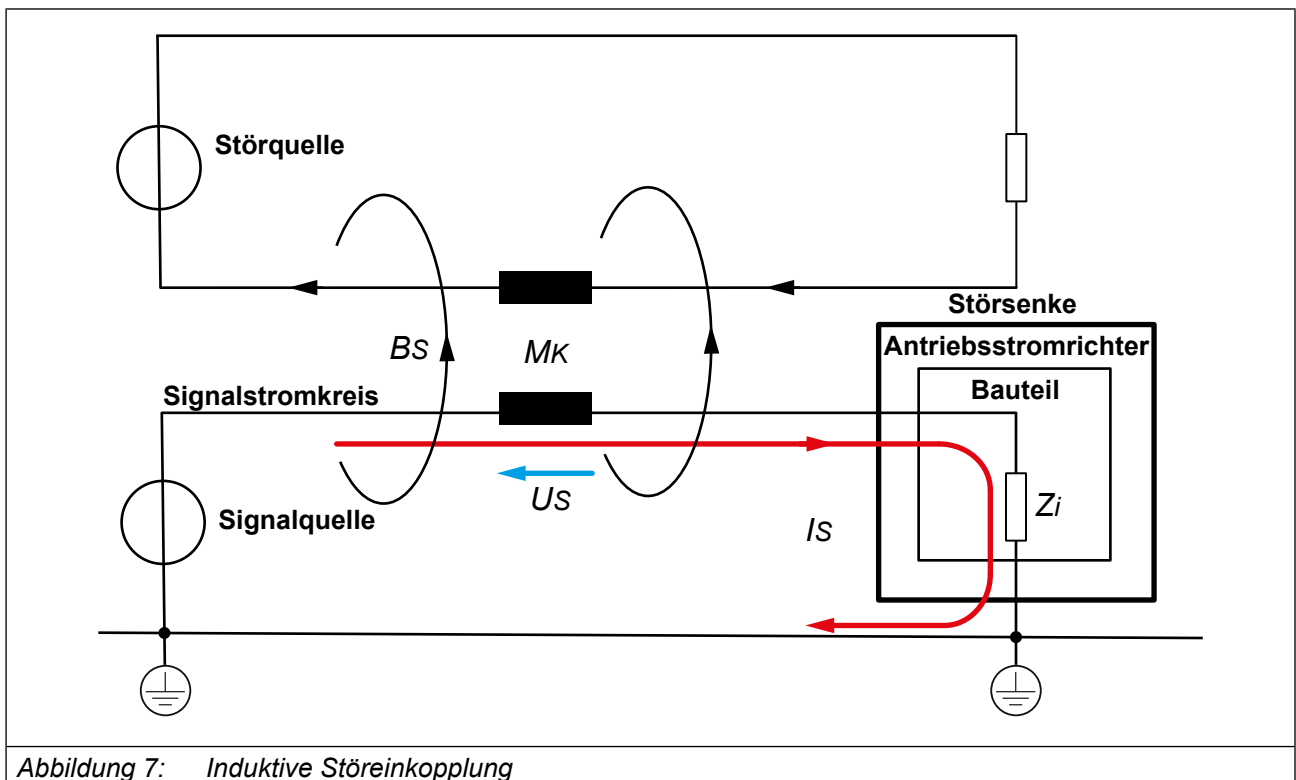 Störquelle
Störsenke
Antriebsstromrichter
BS
MK
Bauteil
Signalstromkreis
US
Zi
Signalquelle
IS
Abbildung 7: Induktive Störeinkopplung